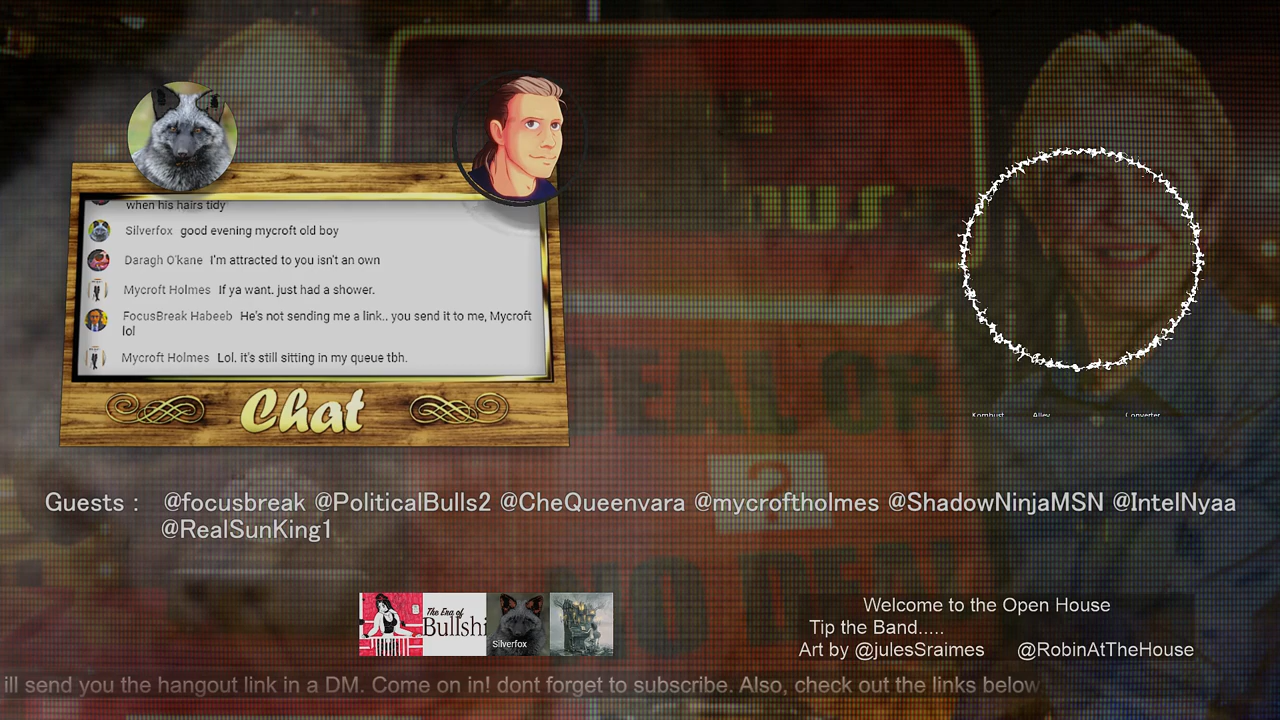 when his hairs tidy
Silverfox good evening mycroft old boy
Daragh O'kane I'm attracted to you isn't an own
Mycroft Holmes If ya want. just had a shower.
FocusBreak Habeeb He's not sending me a link.. you send it to me, Mycroft
lol
Mycroft Holmes Lol. it's still sitting in my queue tbh.
Chat
Kombust Alley Converter
DEAL OR
?
NO DEAL
Guests : @focusbreak @PoliticalBulls2 @CheQueenvara @mycroftholmes @ShadowNinjaMSN @IntelNyaa
@RealSunKing1
The Era of
Bullshi
Silverfox
Welcome to the Open House
Tip the Band.....
Art by @julesSraimes @RobinAtTheHouse
ill send you the hangout link in a DM. Come on in! dont forget to subscribe. Also, check out the links below